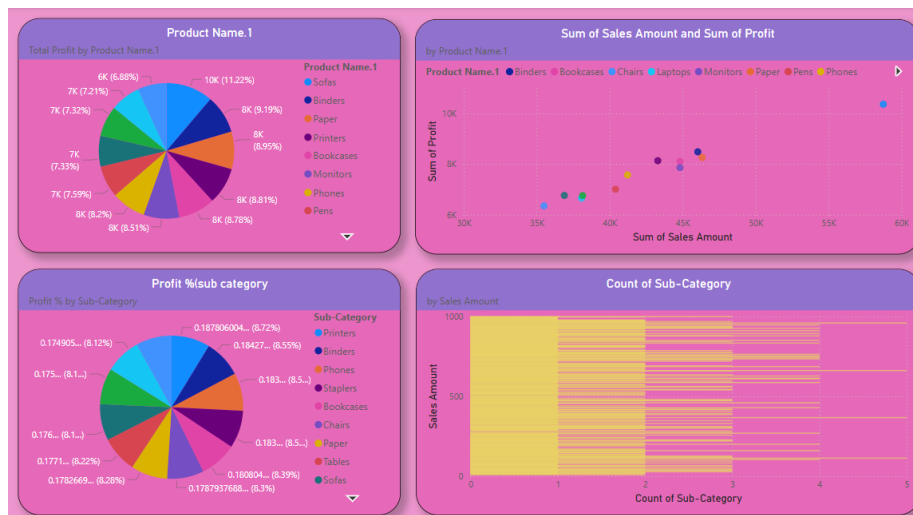 Product Name.1
Total Profit by Product Name.1
6K (6.88%)
7K (7.21%)
7K (7.32%)
7K
(7.33%)
7K (7.59%)
8K (8.2%)
8K (8.51%)
10K (11.22%)
8K (9.19%)
8K
(8.95%)
8K (8.81%)
8K (8.78%)
Product Name.1
Sofas
Binders
Paper
Printers
Bookcases
Monitors
Phones
Pens
Sum of Sales Amount and Sum of Profit
by Product Name.1
Product Name.1 Binders Bookcases Chairs Laptops Monitors Paper Pens Phones
Sum of Profit
10K
8K
6K
30K 35K 40K 45K 50K 55K 60K
Sum of Sales Amount
Profit %(sub category
Profit % by Sub-Category
0.174905... (8.12%)
0.175... (8.1...)
0.176... (8.1...)
0.1771... (8.22%)
0.1782669... (8.28%)
0.187806004... (8.72%)
0.18427... (8.55%)
0.183... (8.5...)
0.183... (8.5...)
0.180804... (8.39%)
0.1787937688... (8.3%)
Sub-Category
Printers
Binders
Phones
Staplers
Bookcases
Chairs
Paper
Tables
Sofas
Count of Sub-Category
by Sales Amount
Sales Amount
1000
500
0
0 1 2 3 4 5
Count of Sub-Category